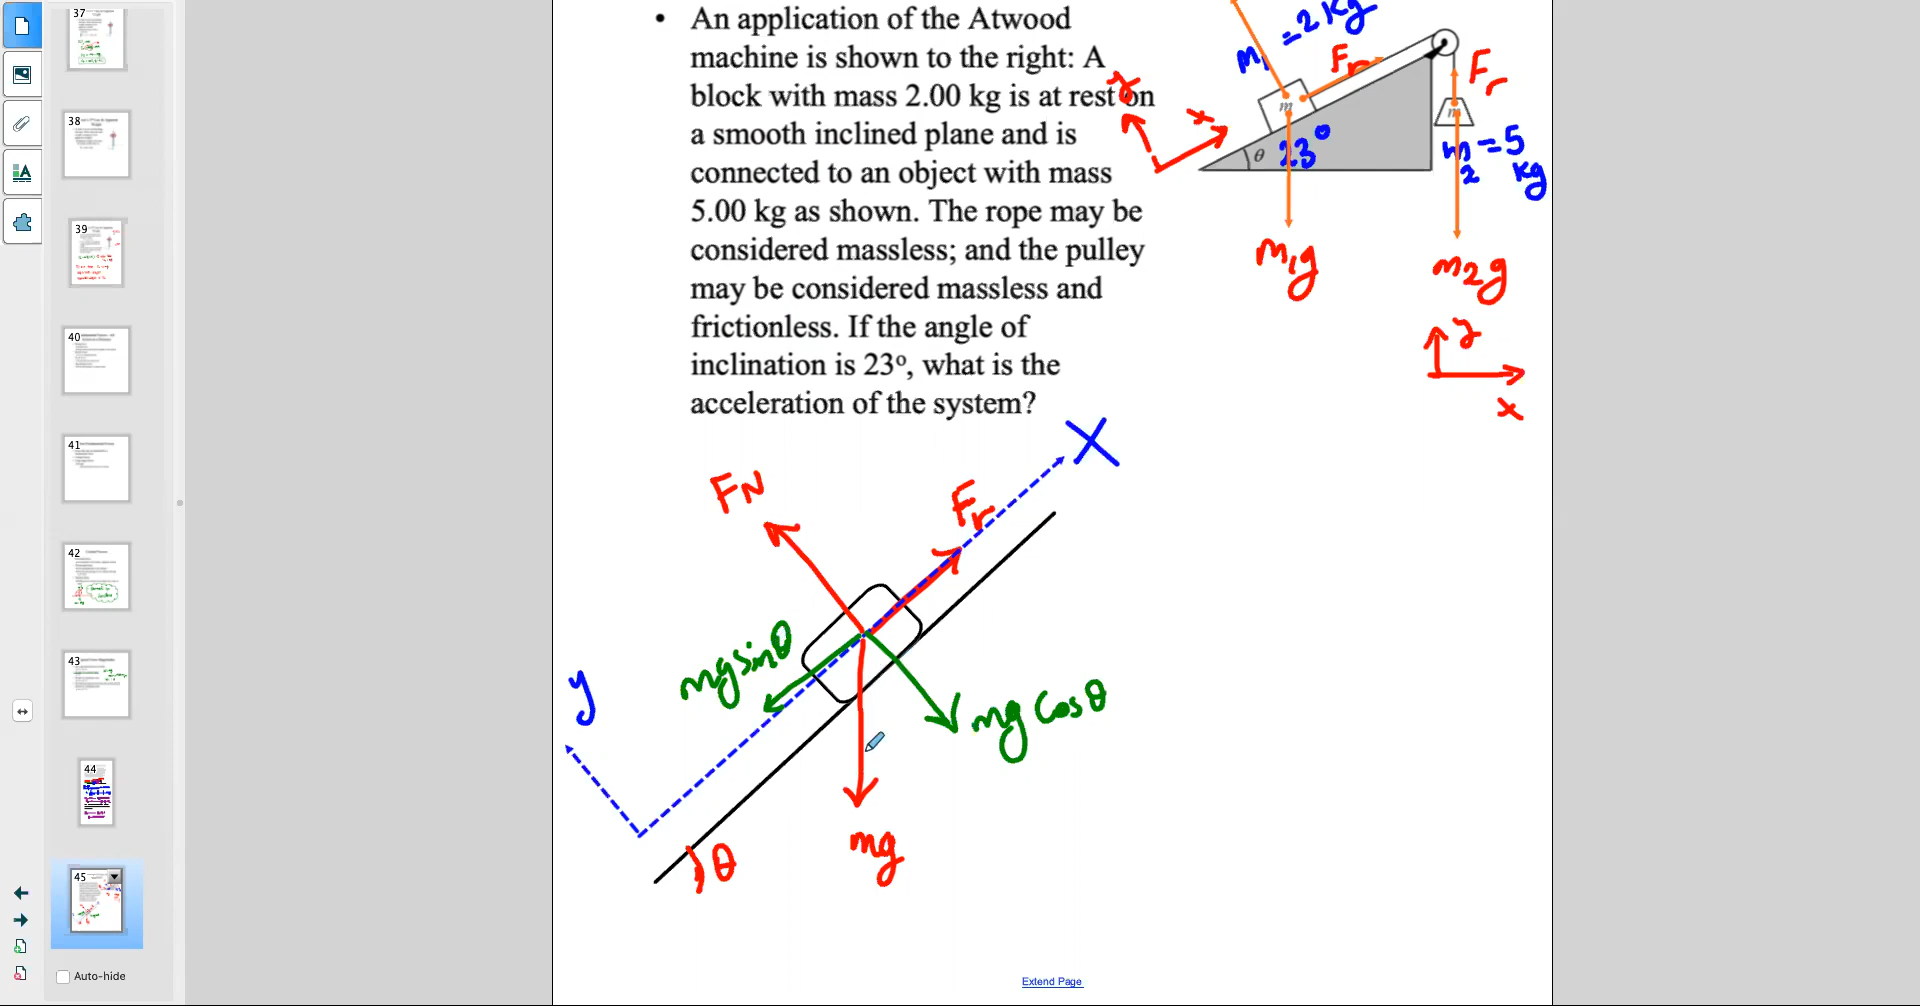 • An application of the Atwood
machine is shown to the right: A
block with mass 2.00 kg is at rest on
a smooth inclined plane and is
connected to an object with mass
5.00 kg as shown. The rope may be
considered massless; and the pulley
may be considered massless and
frictionless. If the angle of
inclination is 23º, what is the
acceleration of the system?
m1 = 2 kg
Fr
Fr
y
x
m
m
θ
23°
m2 = 5 kg
m1g
m2g
y
x
X
FN
Fr
mg sinθ
y
mg cosθ
mg
θ
Extend Page
37
38
39
40
41
42
43
44
45
Auto-hide